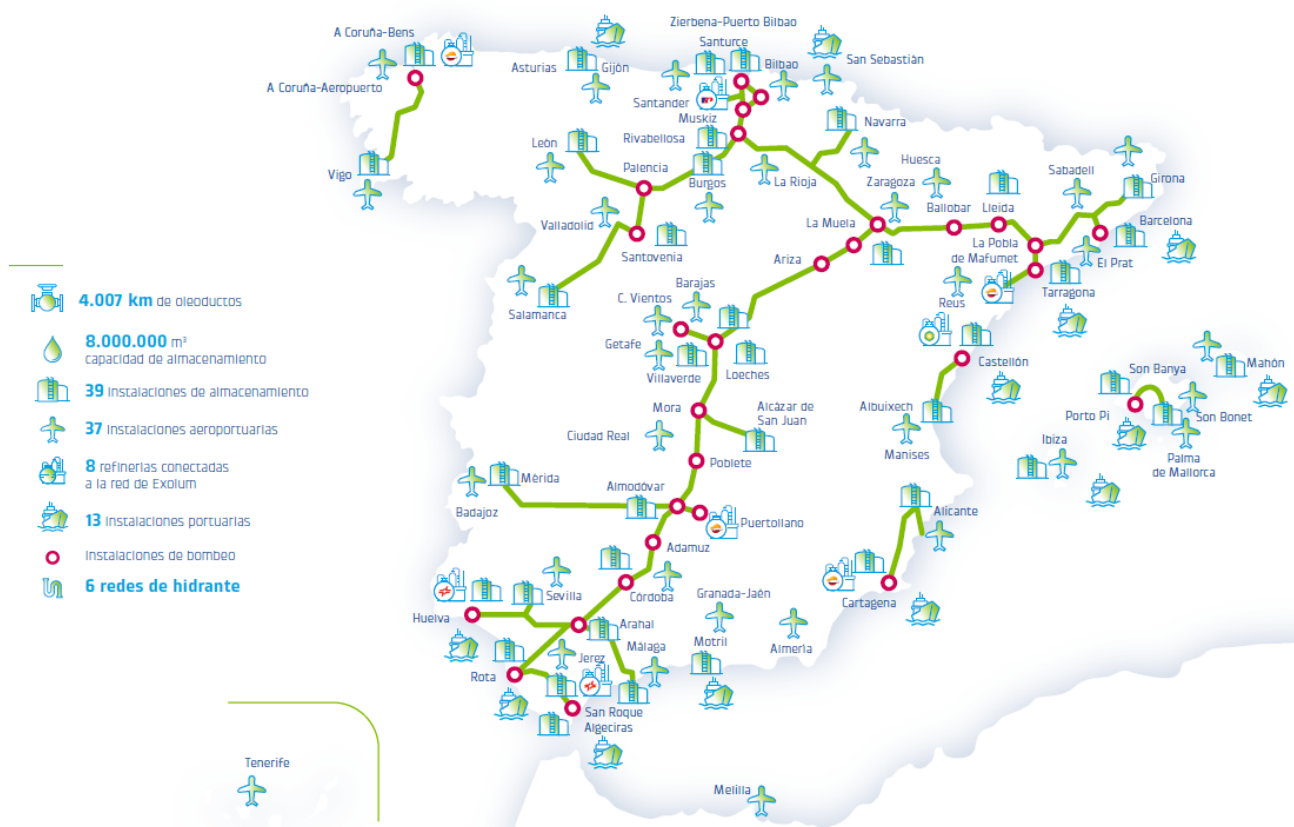 Zierbena-Puerto Bilbao
A Coruña-Bens
Santurce
Asturias
Gijón
Bilbao
San Sebastián
A Coruña-Aeropuerto
Santander
Muskiz
Navarra
León
Rivabellosa
Palencia
Huesca
Sabadell
Girona
Vigo
Burgos
La Rioja
Zaragoza
Valladolid
La Muela
Ballobar
Lleida
Barcelona
Santovenia
Ariza
La Pobla
de Mafumet
El Prat
Salamanca
Barajas
C. Vientos
Reus
Tarragona
Getafe
Villaverde
Loeches
Castellón
Son Banya
Mahón
Mora
Alcázar de
San Juan
Albuixech
Porto Pi
Son Bonet
Ciudad Real
Manises
Ibiza
Palma
de Mallorca
Poblete
Mérida
Almodóvar
Badajoz
Puertollano
Alicante
Adamuz
Sevilla
Córdoba
Granada-Jaén
Cartagena
Huelva
Arahal
Málaga
Motril
Almería
Jerez
Rota
San Roque
Algeciras
Tenerife
Melilla
4.007 km de oleoductos
8.000.000 m³
capacidad de almacenamiento
39 Instalaciones de almacenamiento
37 Instalaciones aeroportuarias
8 refinerías conectadas
a la red de Exolum
13 Instalaciones portuarias
Instalaciones de bombeo
6 redes de hidrante